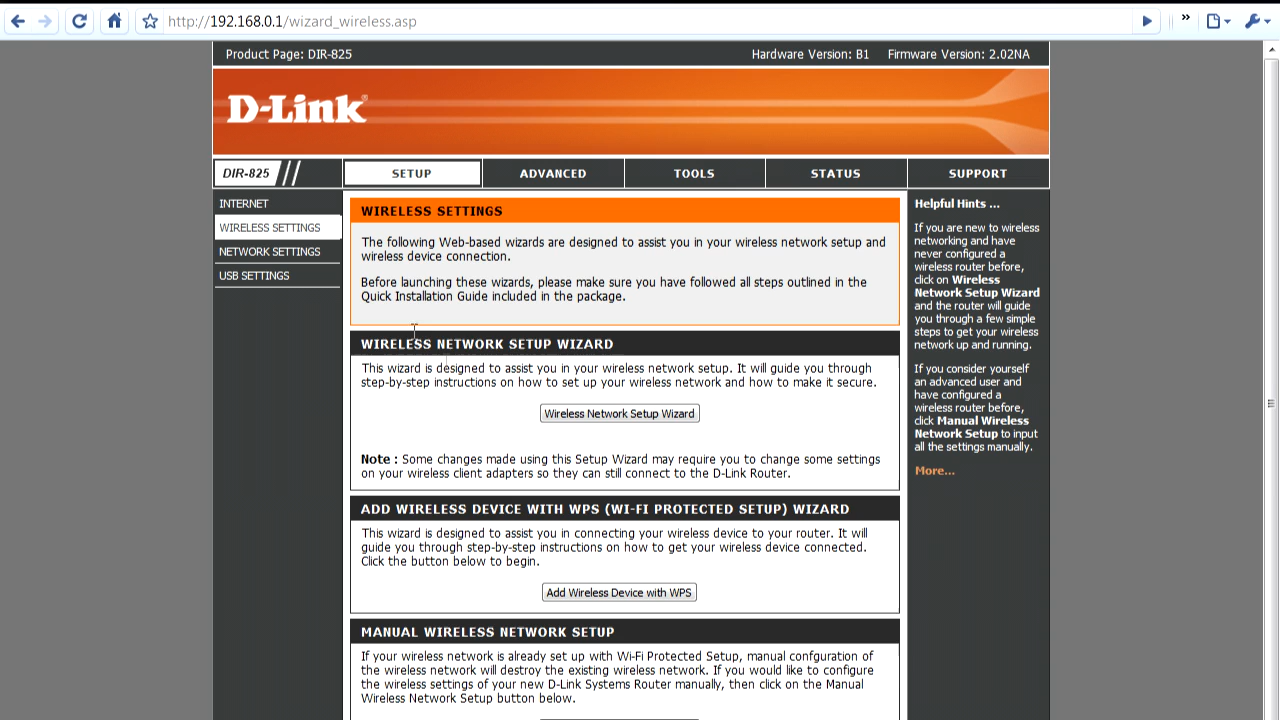 http://192.168.0.1/wizard_wireless.asp
»
Product Page: DIR-825
Hardware Version: B1 Firmware Version: 2.02NA
D-Link®
DIR-825
SETUP
ADVANCED
TOOLS
STATUS
SUPPORT
INTERNET
WIRELESS SETTINGS
NETWORK SETTINGS
USB SETTINGS
WIRELESS SETTINGS
The following Web-based wizards are designed to assist you in your wireless network setup and
wireless device connection.
Before launching these wizards, please make sure you have followed all steps outlined in the
Quick Installation Guide included in the package.
WIRELESS NETWORK SETUP WIZARD
This wizard is designed to assist you in your wireless network setup. It will guide you through
step-by-step instructions on how to set up your wireless network and how to make it secure.
Wireless Network Setup Wizard
Note : Some changes made using this Setup Wizard may require you to change some settings
on your wireless client adapters so they can still connect to the D-Link Router.
ADD WIRELESS DEVICE WITH WPS (WI-FI PROTECTED SETUP) WIZARD
This wizard is designed to assist you in connecting your wireless device to your router. It will
guide you through step-by-step instructions on how to get your wireless device connected.
Click the button below to begin.
Add Wireless Device with WPS
MANUAL WIRELESS NETWORK SETUP
If your wireless network is already set up with Wi-Fi Protected Setup, manual confguration of
the wireless network will destroy the existing wireless network. If you would like to configure
the wireless settings of your new D-Link Systems Router manually, then click on the Manual
Wireless Network Setup button below.
Helpful Hints ...
If you are new to wireless
networking and have
never configured a
wireless router before,
click on Wireless
Network Setup Wizard
and the router will guide
you through a few simple
steps to get your wireless
network up and running.
If you consider yourself
an advanced user and
have configured a
wireless router before,
click Manual Wireless
Network Setup to input
all the settings manually.
More...